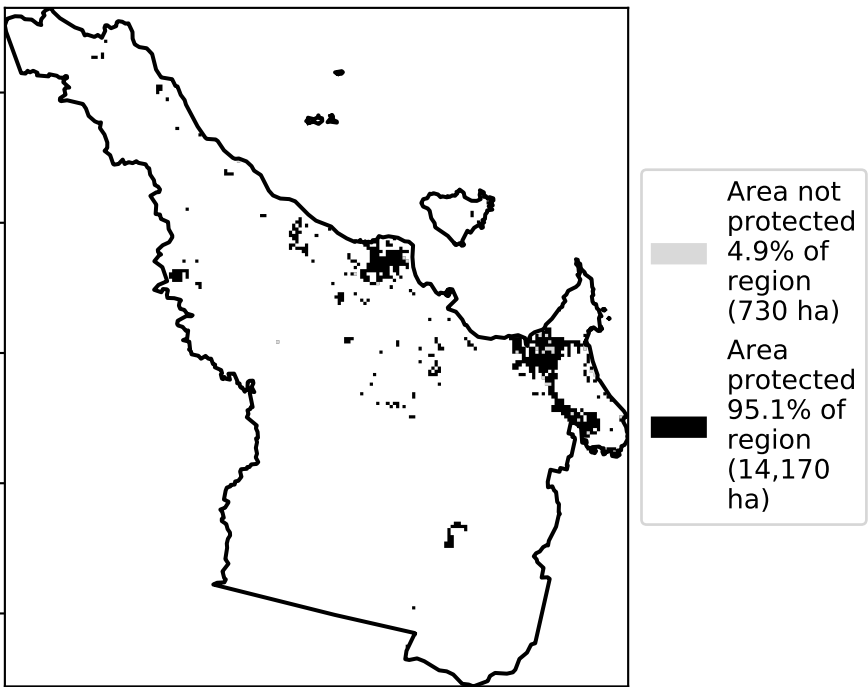 Area not
protected
4.9% of
region
(730 ha)
Area
protected
95.1% of
region
(14,170
ha)